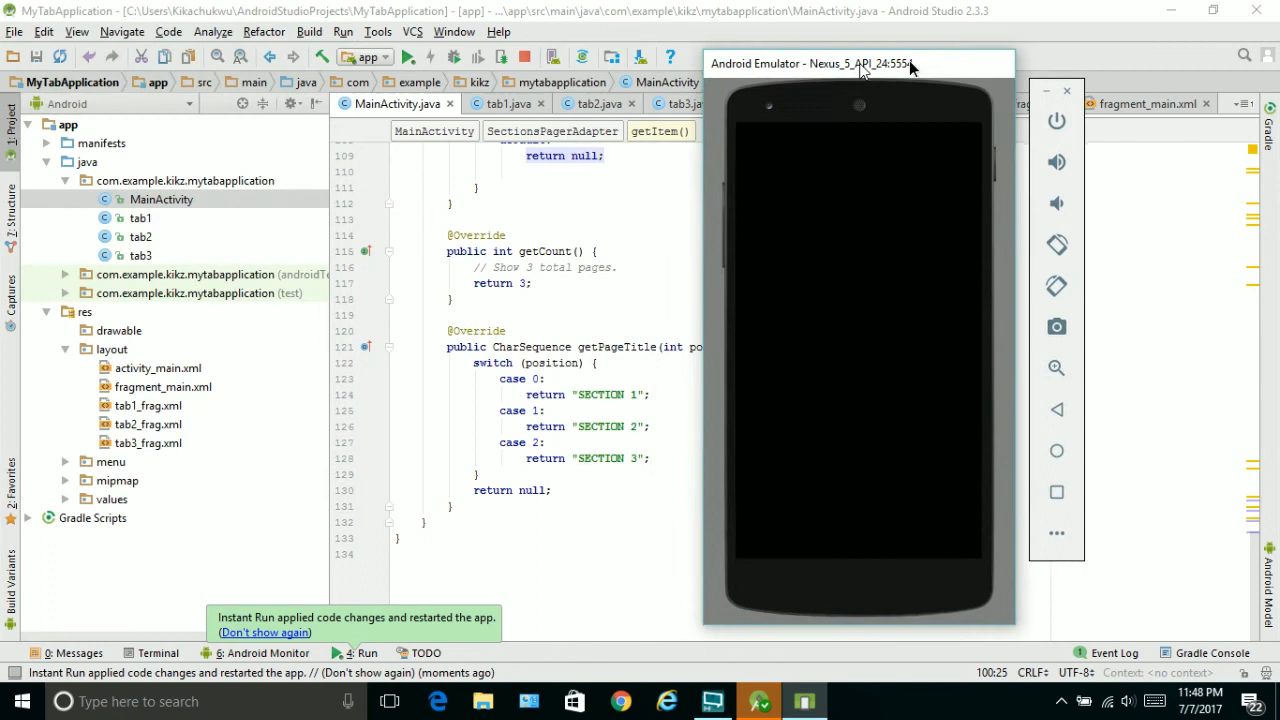 MyTabApplication - [C:\Users\Kikachukwu\AndroidStudioProjects\MyTabApplication] - [app] - ...\app\src\main\java\com\example\kikz\mytabapplication\MainActivity.java - Android Studio 2.3.3
File Edit View Navigate Code Analyze Refactor Build Run Tools VCS Window Help
app
MyTabApplication app src main java com example kikz mytabapplication MainActivity
Android
MainActivity.java tab1.java tab2.java tab3.j fragment_main.xml
MainActivity SectionsPagerAdapter getItem()
1: Project
7: Structure
Captures
2: Favorites
Build Variants
app
manifests
java
com.example.kikz.mytabapplication
MainActivity
tab1
tab2
tab3
com.example.kikz.mytabapplication (androidTe
com.example.kikz.mytabapplication (test)
res
drawable
layout
activity_main.xml
fragment_main.xml
tab1_frag.xml
tab2_frag.xml
tab3_frag.xml
menu
mipmap
values
Gradle Scripts
109 return null;
110
111 }
112 }
113
114 @Override
115 public int getCount() {
116 // Show 3 total pages.
117 return 3;
118 }
119
120 @Override
121 public CharSequence getPageTitle(int po
122 switch (position) {
123 case 0:
124 return "SECTION 1";
125 case 1:
126 return "SECTION 2";
127 case 2:
128 return "SECTION 3";
129 }
130 return null;
131 }
132 }
133 }
134
Android Emulator - Nexus_5_API_24:5554
Gradle
Android Model
Instant Run applied code changes and restarted the app.
(Don't show again)
0: Messages Terminal 6: Android Monitor 4: Run TODO Event Log Gradle Console
Instant Run applied code changes and restarted the app. // (Don't show again) (moments ago) 100:25 CRLF÷ UTF-8÷ Context: <no context>
Type here to search
11:48 PM
7/7/2017
22